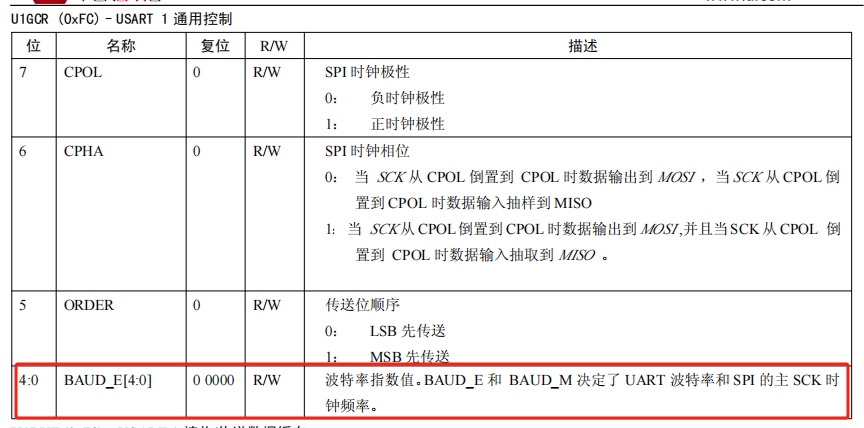 U1GCR (0xFC) - USART 1 通用控制
位 名称 复位 R/W 描述
7 CPOL 0 R/W SPI 时钟极性
0: 负时钟极性
1: 正时钟极性
6 CPHA 0 R/W SPI 时钟相位
0: 当 SCK 从 CPOL 倒置到 CPOL 时数据输出到 MOSI ，当 SCK 从 CPOL 倒
置到 CPOL 时数据输入抽样到 MISO
1: 当 SCK 从 CPOL 倒置到 CPOL 时数据输出到 MOSI,并且当 SCK 从 CPOL 倒
置到 CPOL 时数据输入抽取到 MISO 。
5 ORDER 0 R/W 传送位顺序
0: LSB 先传送
1: MSB 先传送
4:0 BAUD_E[4:0] 0 0000 R/W 波特率指数值。BAUD_E 和 BAUD_M 决定了 UART 波特率和 SPI 的主 SCK 时
钟频率。